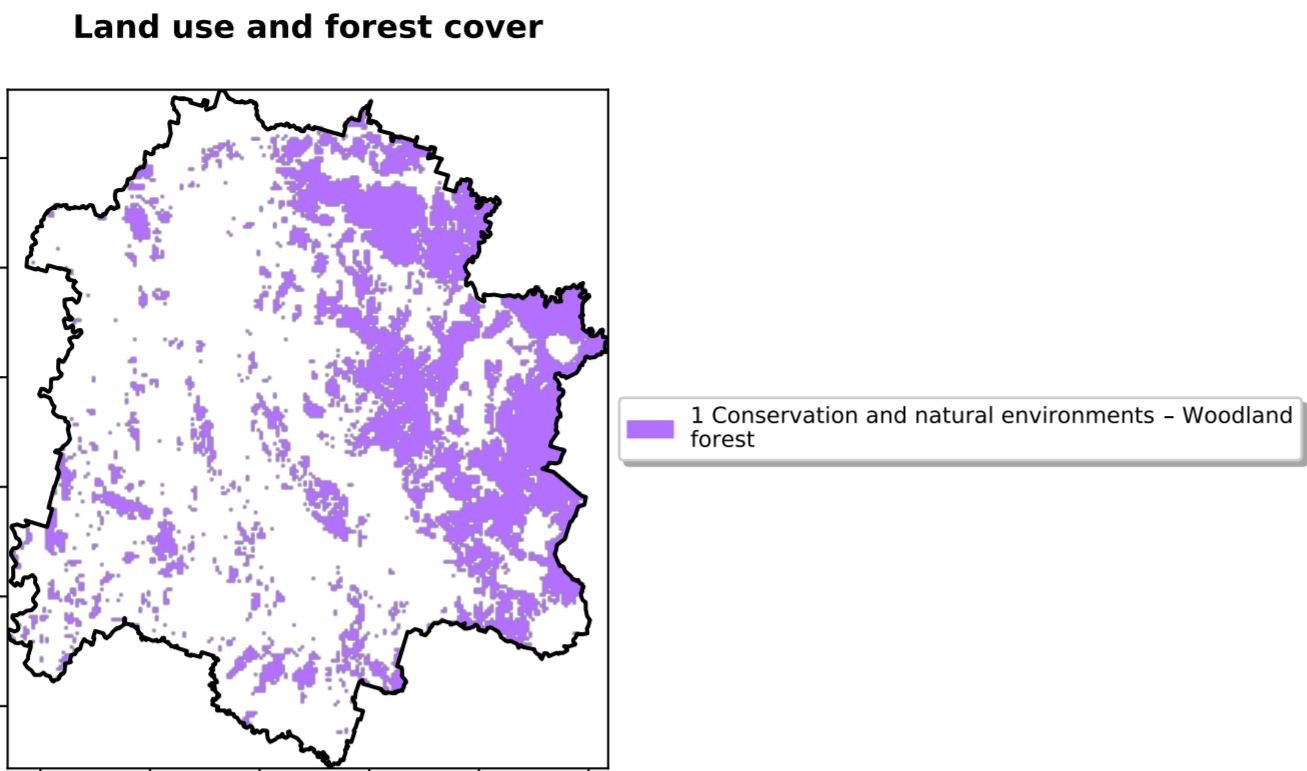 Land use and forest cover
1 Conservation and natural environments – Woodland
forest